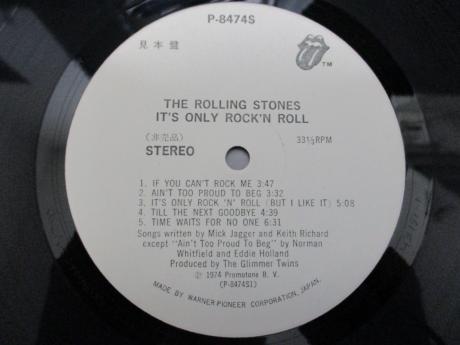 P-8474S
見本盤
TM
THE ROLLING STONES
IT'S ONLY ROCK'N ROLL
(非売品)
STEREO
33⅓RPM
1. IF YOU CAN'T ROCK ME 3:47
2. AIN'T TOO PROUD TO BEG 3:32
3. IT'S ONLY ROCK 'N' ROLL (BUT I LIKE IT) 5:08
4. TILL THE NEXT GOODBYE 4:39
5. TIME WAITS FOR NO ONE 6:31
Songs written by Mick Jagger and Keith Richard
except "Ain't Too Proud To Beg" by Norman
Whitfield and Eddie Holland
Produced by The Glimmer Twins
Ⓟ 1974 Promotone B. V.
(P-8474S1)
MADE BY WARNER-PIONEER CORPORATION, JAPAN.